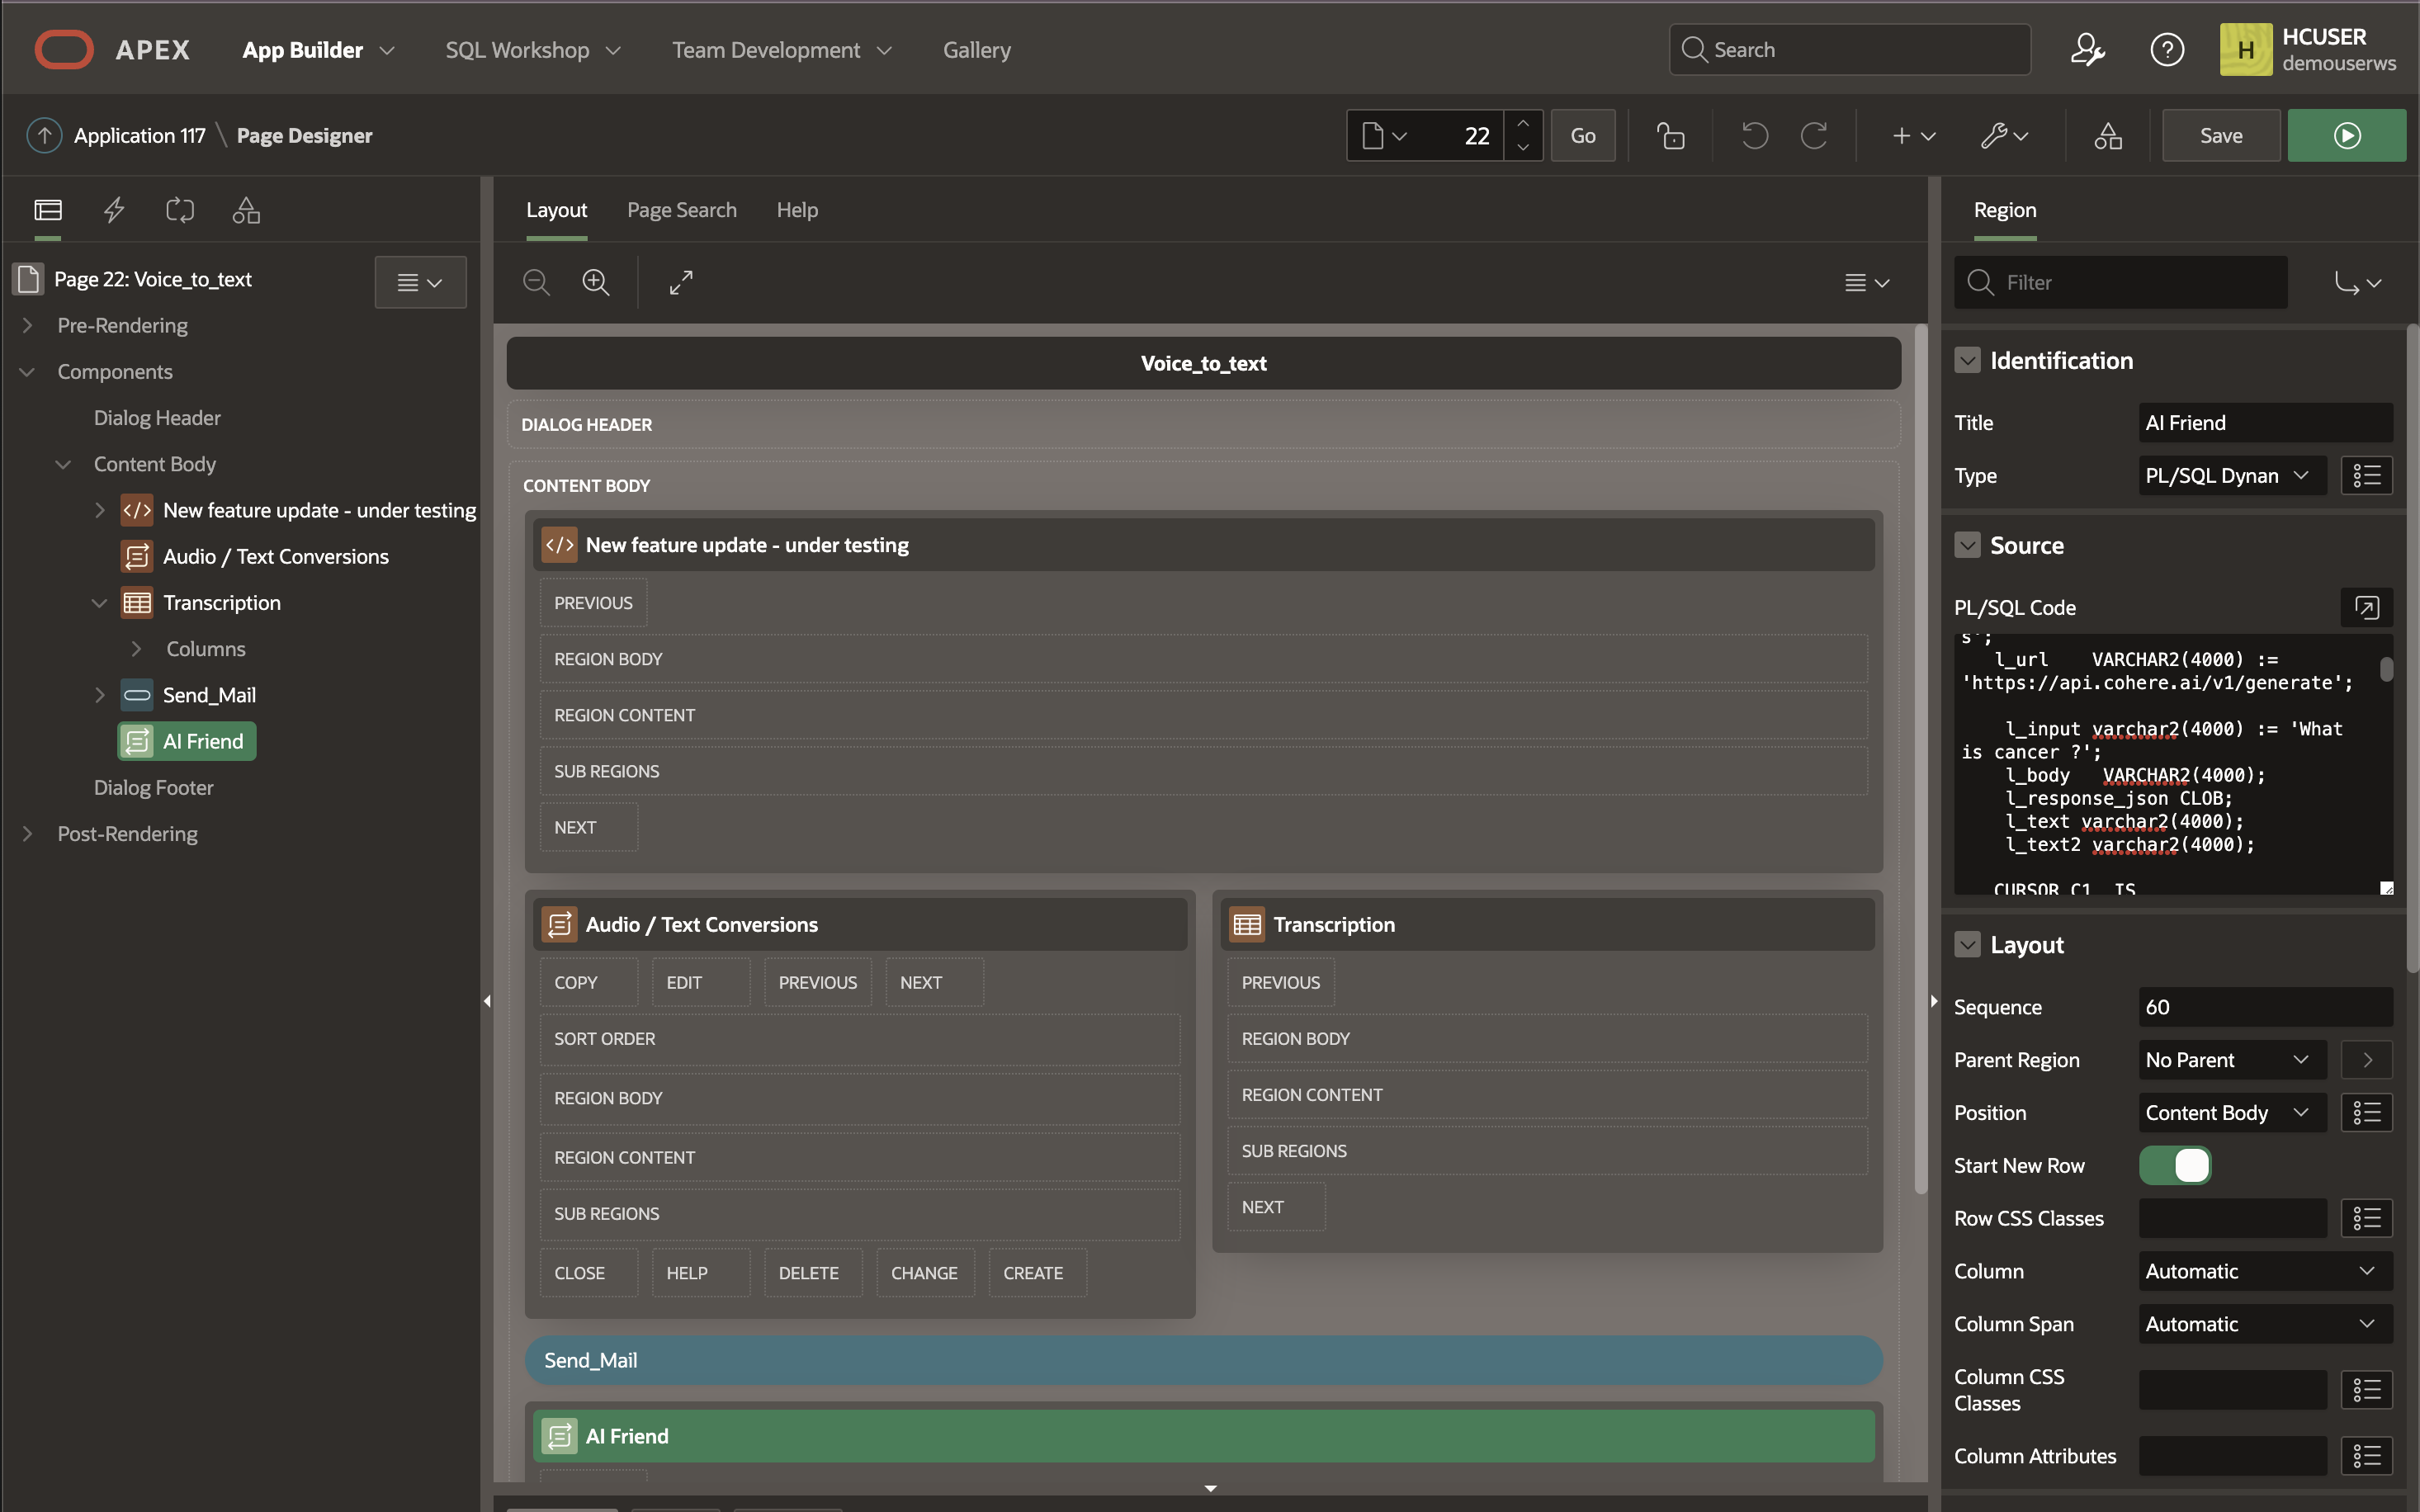 APEX
App Builder
SQL Workshop
Team Development
Gallery
Search
H
HCUSER
demouserws
Application 117 \ Page Designer
22
Go
Save
Page 22: Voice_to_text
Pre-Rendering
Components
Dialog Header
Content Body
New feature update - under testing
Audio / Text Conversions
Transcription
Columns
Send_Mail
AI Friend
Dialog Footer
Post-Rendering
Layout
Page Search
Help
Voice_to_text
DIALOG HEADER
CONTENT BODY
New feature update - under testing
PREVIOUS
REGION BODY
REGION CONTENT
SUB REGIONS
NEXT
Audio / Text Conversions
COPY
EDIT
PREVIOUS
NEXT
SORT ORDER
REGION BODY
REGION CONTENT
SUB REGIONS
CLOSE
HELP
DELETE
CHANGE
CREATE
Transcription
PREVIOUS
REGION BODY
REGION CONTENT
SUB REGIONS
NEXT
Send_Mail
AI Friend
Region
Filter
Identification
Title
AI Friend
Type
PL/SQL Dynan
Source
PL/SQL Code
s';
l_url VARCHAR2(4000) :=
'https://api.cohere.ai/v1/generate';
l_input varchar2(4000) := 'What
is cancer ?';
l_body VARCHAR2(4000);
l_response_json CLOB;
l_text varchar2(4000);
l_text2 varchar2(4000);
CURSOR C1 IS
Layout
Sequence
60
Parent Region
No Parent
Position
Content Body
Start New Row
Row CSS Classes
Column
Automatic
Column Span
Automatic
Column CSS
Classes
Column Attributes